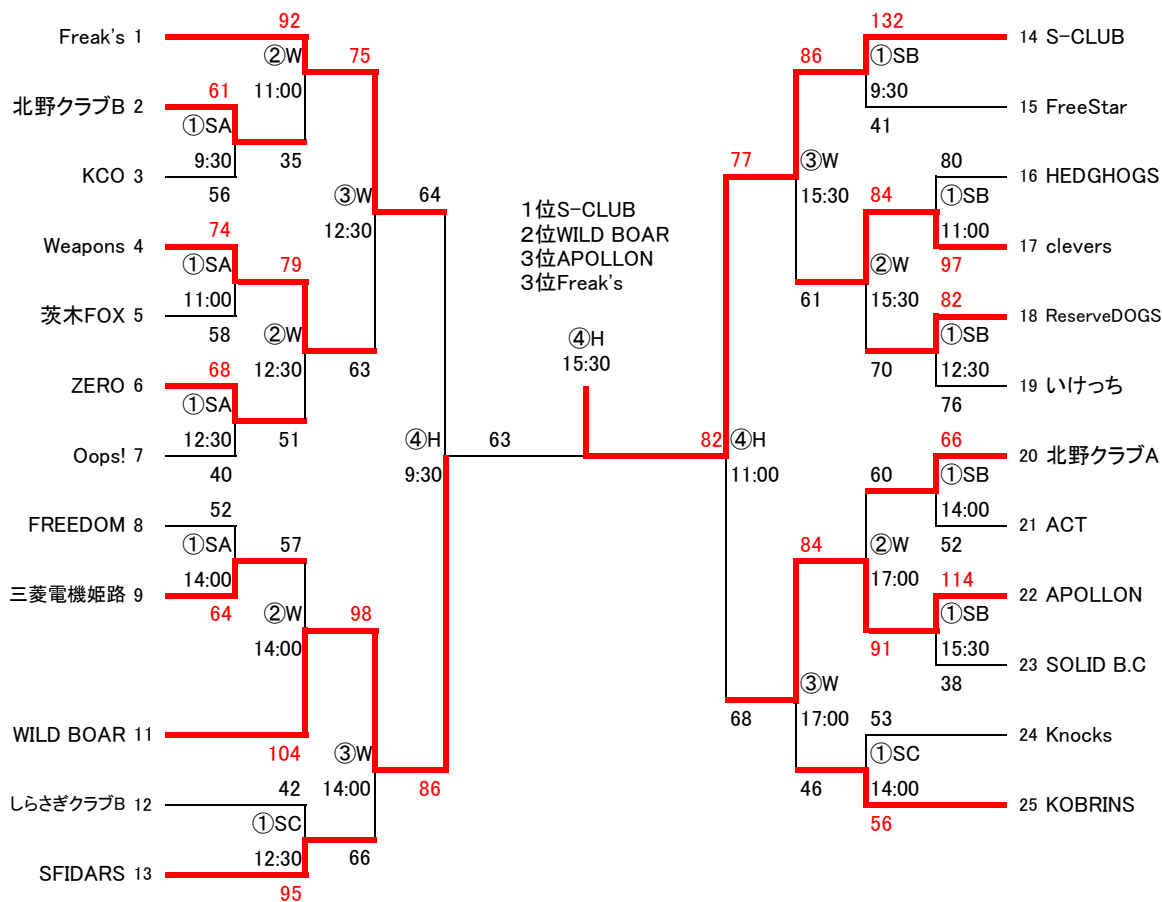 92
Freak's 1
②W
75
11:00
61
北野クラブB 2
①SA
9:30
35
KCO 3
56
③W
64
12:30
74
Weapons 4
①SA
79
11:00
茨木FOX 5
58
②W
12:30
63
68
ZERO 6
①SA
12:30
51
Oops! 7
40
④H
63
9:30
52
FREEDOM 8
①SA
57
14:00
三菱電機姫路 9
64
②W
98
14:00
WILD BOAR 11
104
③W
14:00
86
42
しらさぎクラブB 12
①SC
12:30
66
SFIDARS 13
95
1位S-CLUB
2位WILD BOAR
3位APOLLON
3位Freak's
④H
15:30
132
14 S-CLUB
86
①SB
9:30
15 FreeStar
41
77
③W
15:30
80
16 HEDGHOGS
84
①SB
11:00
17 clevers
97
②W
61
15:30
82
18 ReserveDOGS
①SB
70
12:30
19 いけっち
76
82
④H
11:00
66
20 北野クラブA
60
①SB
14:00
21 ACT
52
84
②W
17:00
114
22 APOLLON
①SB
91
15:30
23 SOLID B.C
38
③W
68
17:00
53
24 Knocks
①SC
46
14:00
25 KOBRINS
56